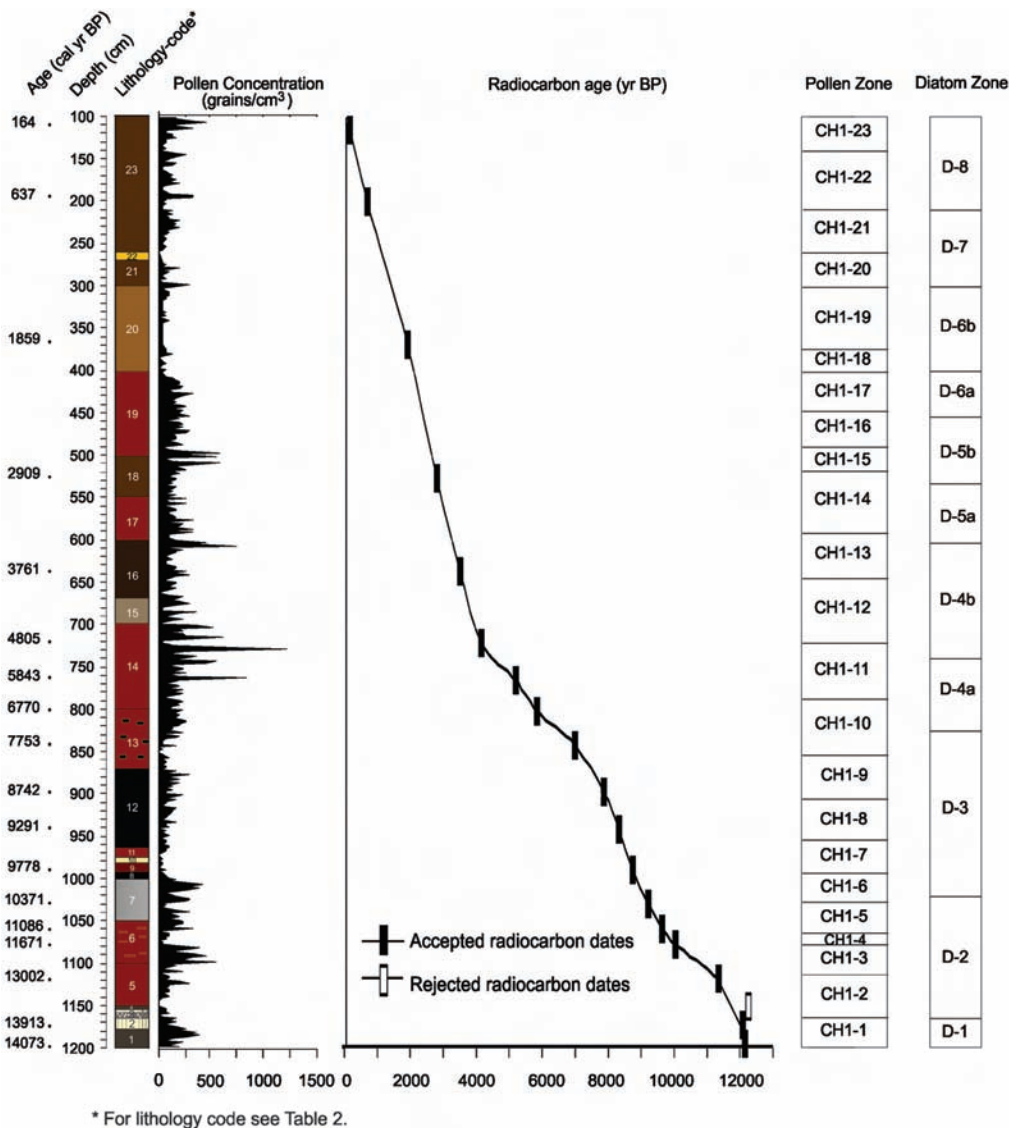 Age (cal yr BP)
Depth (cm)
Lithology-code*
Pollen Concentration
(grains/cm³)
Radiocarbon age (yr BP)
Pollen Zone
Diatom Zone
164
637
1859
2909
3761
4805
5843
6770
7753
8742
9291
9778
10371
11086
11671
13002
13913
14073
100
150
200
250
300
350
400
450
500
550
600
650
700
750
800
850
900
950
1000
1050
1100
1150
1200
23
22
21
20
19
18
17
16
15
14
13
12
11
9
7
6
5
2
1
Accepted radiocarbon dates
Rejected radiocarbon dates
CH1-23
CH1-22
CH1-21
CH1-20
CH1-19
CH1-18
CH1-17
CH1-16
CH1-15
CH1-14
CH1-13
CH1-12
CH1-11
CH1-10
CH1-9
CH1-8
CH1-7
CH1-6
CH1-5
CH1-4
CH1-3
CH1-2
CH1-1
D-8
D-7
D-6b
D-6a
D-5b
D-5a
D-4b
D-4a
D-3
D-2
D-1
0 500 1000 1500
0 2000 4000 6000 8000 10000 12000
* For lithology code see Table 2.